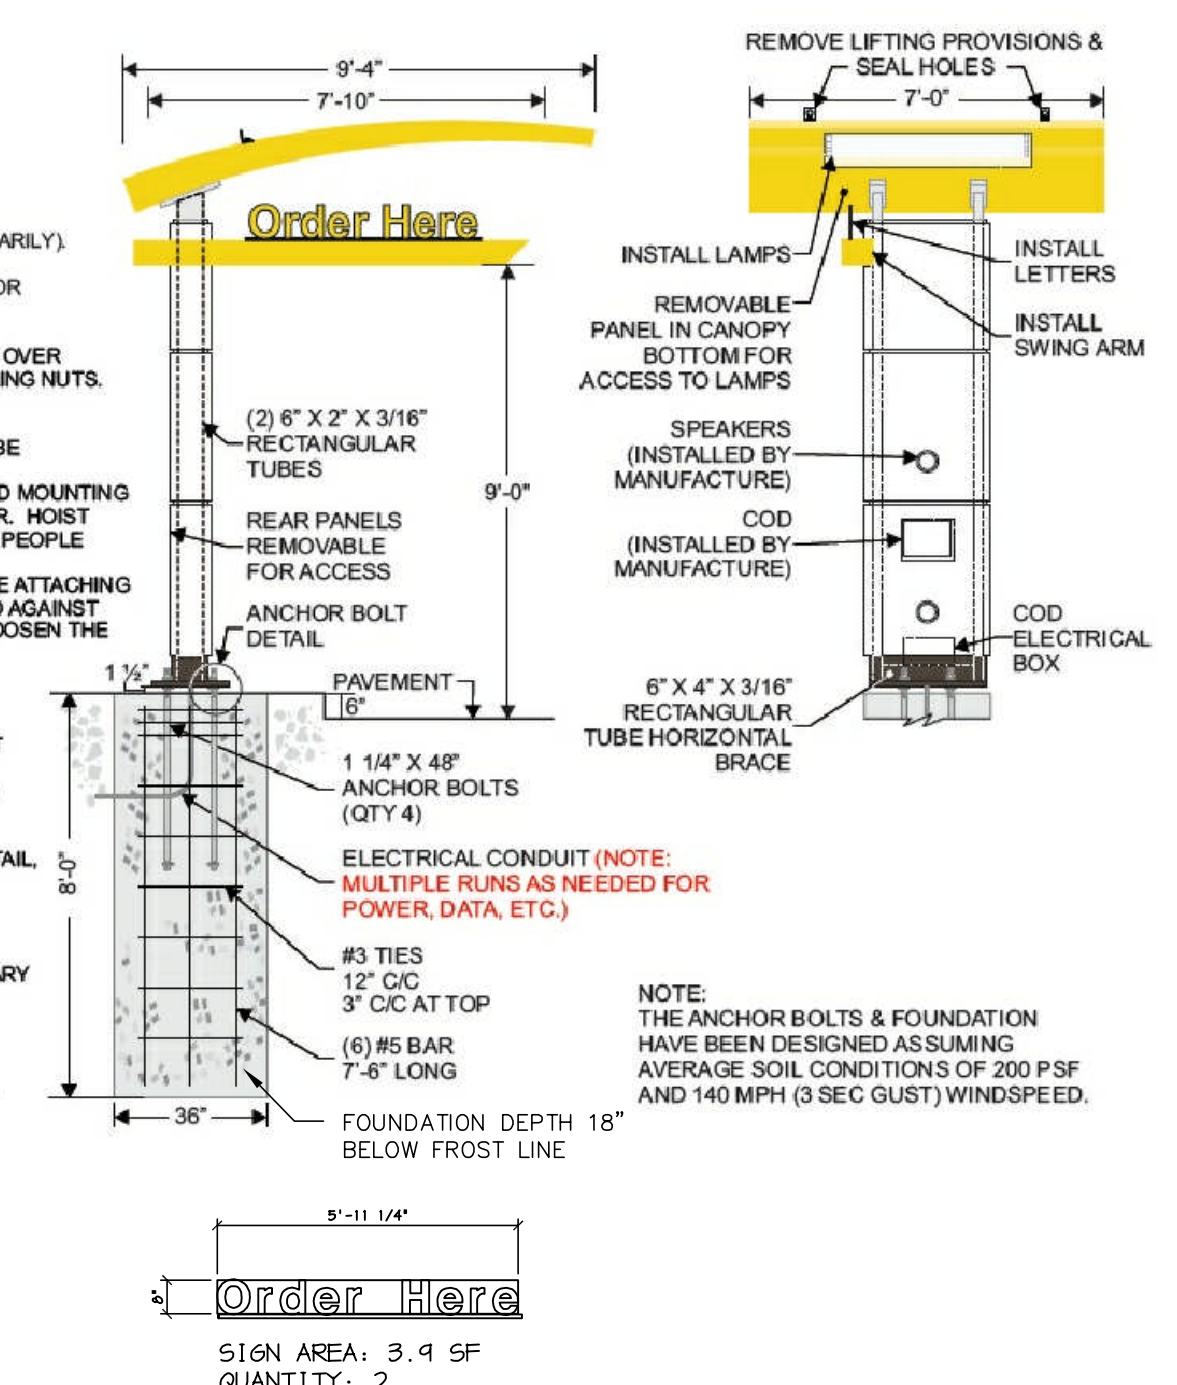 REMOVE LIFTING PROVISIONS &
SEAL HOLES
9'-4"
7'-10"
7'-0"
Order Here
ARILY).
OR
OVER
ING NUTS.
BE
D MOUNTING
R. HOIST
PEOPLE
E ATTACHING
D AGAINST
OOSEN THE
INSTALL LAMPS
INSTALL
LETTERS
REMOVABLE
PANEL IN CANOPY
BOTTOM FOR
ACCESS TO LAMPS
INSTALL
SWING ARM
(2) 6" X 2" X 3/16"
RECTANGULAR
TUBES
SPEAKERS
(INSTALLED BY
MANUFACTURE)
9'-0"
REAR PANELS
REMOVABLE
FOR ACCESS
COD
(INSTALLED BY
MANUFACTURE)
ANCHOR BOLT
DETAIL
COD
ELECTRICAL
BOX
1 ½"
PAVEMENT
6"
6" X 4" X 3/16"
RECTANGULAR
TUBE HORIZONTAL
BRACE
1 1/4" X 48"
ANCHOR BOLTS
(QTY 4)
8'-0"
TAIL,
ELECTRICAL CONDUIT (NOTE:
MULTIPLE RUNS AS NEEDED FOR
POWER, DATA, ETC.)
ARY
#3 TIES
12" C/C
3" C/C AT TOP
(6) #5 BAR
7'-6" LONG
NOTE:
THE ANCHOR BOLTS & FOUNDATION
HAVE BEEN DESIGNED ASSUMING
AVERAGE SOIL CONDITIONS OF 200 PSF
AND 140 MPH (3 SEC GUST) WINDSPEED.
36"
FOUNDATION DEPTH 18"
BELOW FROST LINE
5'-11 1/4"
8"
Order Here
SIGN AREA: 3.9 SF
QUANTITY: 2